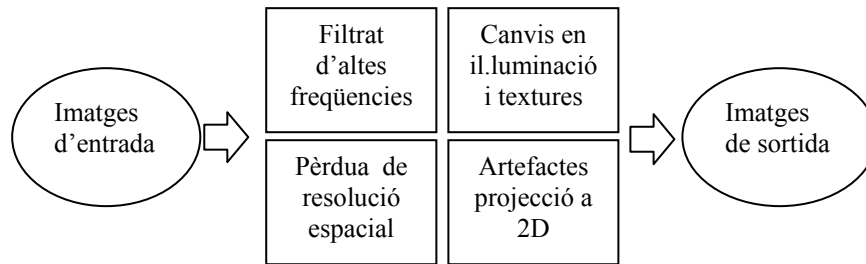 Imatges
d'entrada
Filtrat
d'altes
freqüencies
Canvis en
il.luminació
i textures
Pèrdua de
resolució
espacial
Artefactes
projecció a
2D
Imatges
de sortida